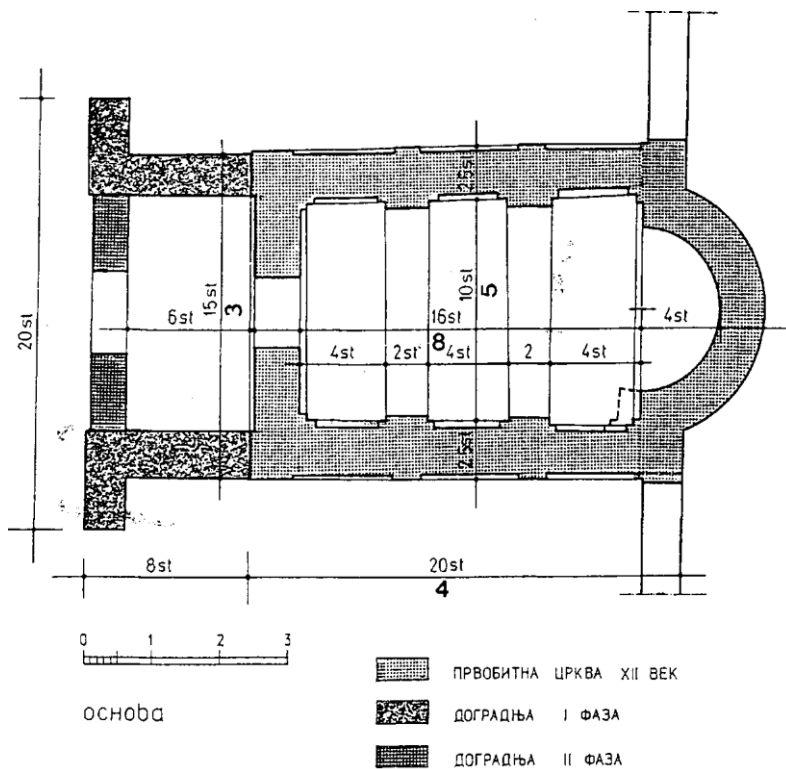 2.5st
20st
6st
15st
3
10st
5
16st
8
4st
4st
2st
4st
2
4st
2.5st
8st
20st
4
0 1 2 3
основа
ПРВОБИТНА ЦРКВА XII ВЕК
ДОГРАДЊА I ФАЗА
ДОГРАДЊА II ФАЗА